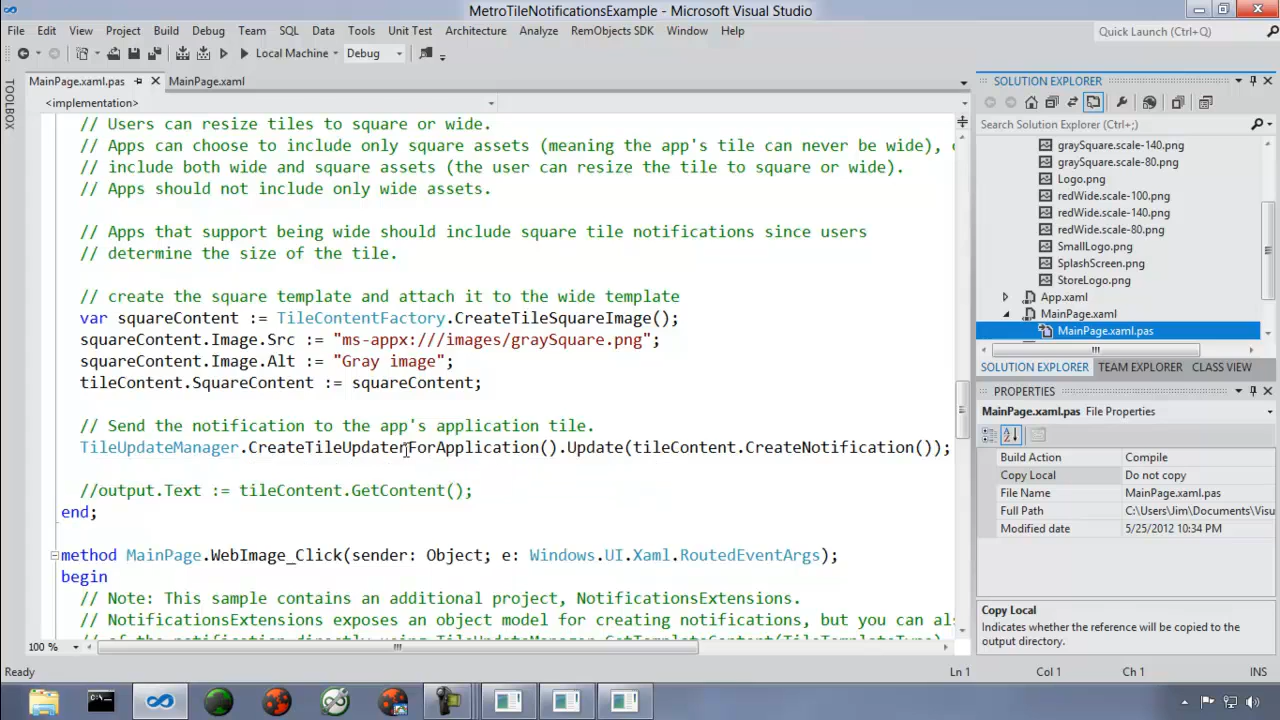 MetroTileNotificationsExample - Microsoft Visual Studio
File Edit View Project Build Debug Team SQL Data Tools Unit Test Architecture Analyze RemObjects SDK Window Help
Quick Launch (Ctrl+;)
Local Machine Debug
TOOLBOX
MainPage.xaml.pas MainPage.xaml
<implementation>
// Users can resize tiles to square or wide.
// Apps can choose to include only square assets (meaning the app's tile can never be wide),
// include both wide and square assets (the user can resize the tile to square or wide).
// Apps should not include only wide assets.
// Apps that support being wide should include square tile notifications since users
// determine the size of the tile.
// create the square template and attach it to the wide template
var squareContent := TileContentFactory.CreateTileSquareImage();
squareContent.Image.Src := "ms-appx:///images/graySquare.png";
squareContent.Image.Alt := "Gray image";
tileContent.SquareContent := squareContent;
// Send the notification to the app's application tile.
TileUpdateManager.CreateTileUpdaterForApplication().Update(tileContent.CreateNotification());
//output.Text := tileContent.GetContent();
end;
method MainPage.WebImage_Click(sender: Object; e: Windows.UI.Xaml.RoutedEventArgs);
begin
// Note: This sample contains an additional project, NotificationsExtensions.
// NotificationsExtensions exposes an object model for creating notifications, but you can als
// of the notification directly using TileUpdateManager.GetTemplateContent(TileTemplateType)
100 %
SOLUTION EXPLORER
Search Solution Explorer (Ctrl+;)
graySquare.scale-140.png
graySquare.scale-80.png
Logo.png
redWide.scale-100.png
redWide.scale-140.png
redWide.scale-80.png
SmallLogo.png
SplashScreen.png
StoreLogo.png
App.xaml
MainPage.xaml
MainPage.xaml.pas
SOLUTION EXPLORER TEAM EXPLORER CLASS VIEW
PROPERTIES
MainPage.xaml.pas File Properties
Build Action Compile
Copy Local Do not copy
File Name MainPage.xaml.pas
Full Path C:\Users\Jim\Documents\Visu
Modified date 5/25/2012 10:34 PM
Copy Local
Indicates whether the reference will be copied to the
output directory.
Ready Ln 1 Col 1 Ch 1 INS